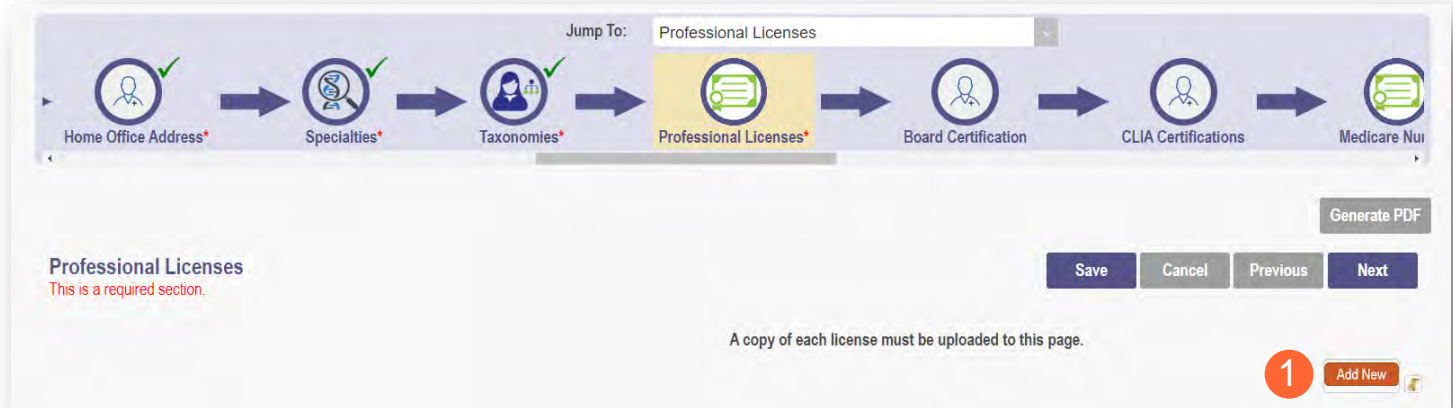 Jump To: Professional Licenses
Home Office Address* Specialties* Taxonomies* Professional Licenses* Board Certification CLIA Certifications Medicare Nu
Generate PDF
Professional Licenses
This is a required section.
Save Cancel Previous Next
A copy of each license must be uploaded to this page.
1 Add New